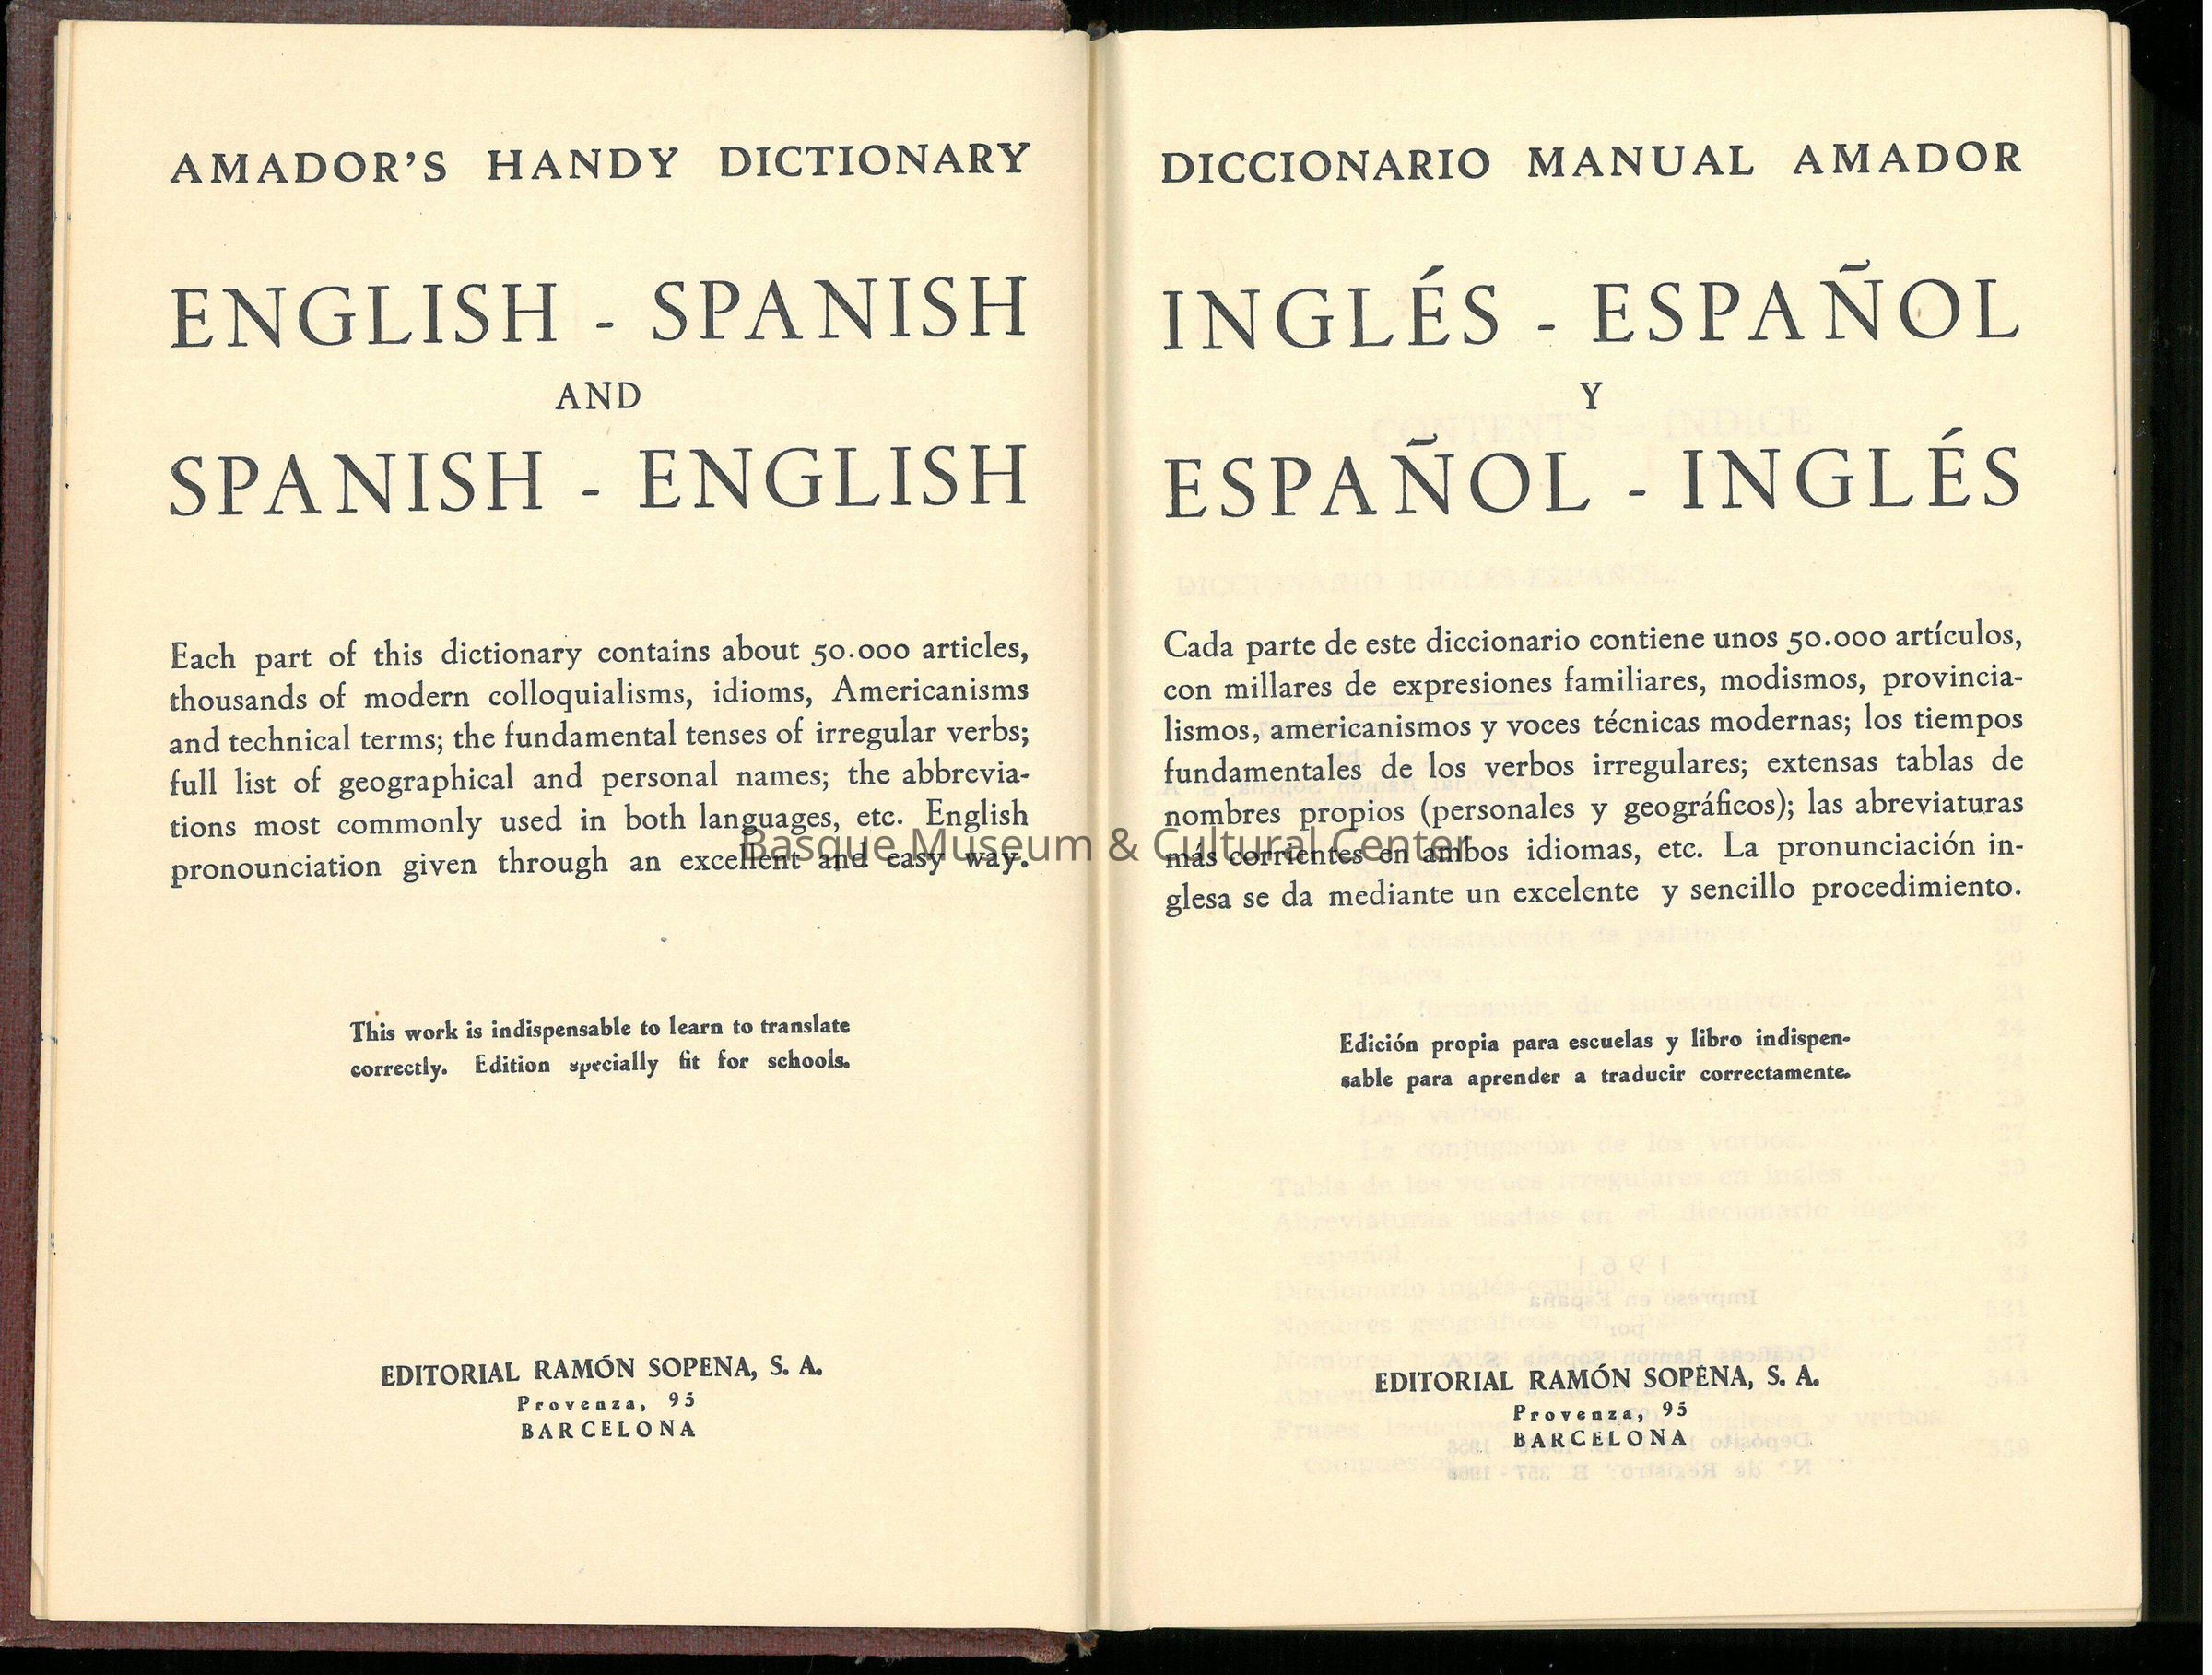 AMADOR'S HANDY DICTIONARY
ENGLISH - SPANISH
AND
SPANISH - ENGLISH
Each part of this dictionary contains about 50.000 articles,
thousands of modern colloquialisms, idioms, Americanisms
and technical terms; the fundamental tenses of irregular verbs;
full list of geographical and personal names; the abbrevia-
tions most commonly used in both languages, etc. English
pronounciation given through an excellent and easy way.
This work is indispensable to learn to translate
correctly. Edition specially fit for schools.
EDITORIAL RAMÓN SOPENA, S. A.
Provenza, 95
BARCELONA
DICCIONARIO MANUAL AMADOR
INGLÉS - ESPAÑOL
Y
ESPAÑOL - INGLÉS
Cada parte de este diccionario contiene unos 50.000 artículos,
con millares de expresiones familiares, modismos, provincia-
lismos, americanismos y voces técnicas modernas; los tiempos
fundamentales de los verbos irregulares; extensas tablas de
nombres propios (personales y geográficos); las abreviaturas
más corrientes en ambos idiomas, etc. La pronunciación in-
glesa se da mediante un excelente y sencillo procedimiento.
Edición propia para escuelas y libro indispen-
sable para aprender a traducir correctamente.
EDITORIAL RAMÓN SOPENA, S. A.
Provenza, 95
BARCELONA
Basque Museum & Cultural Center